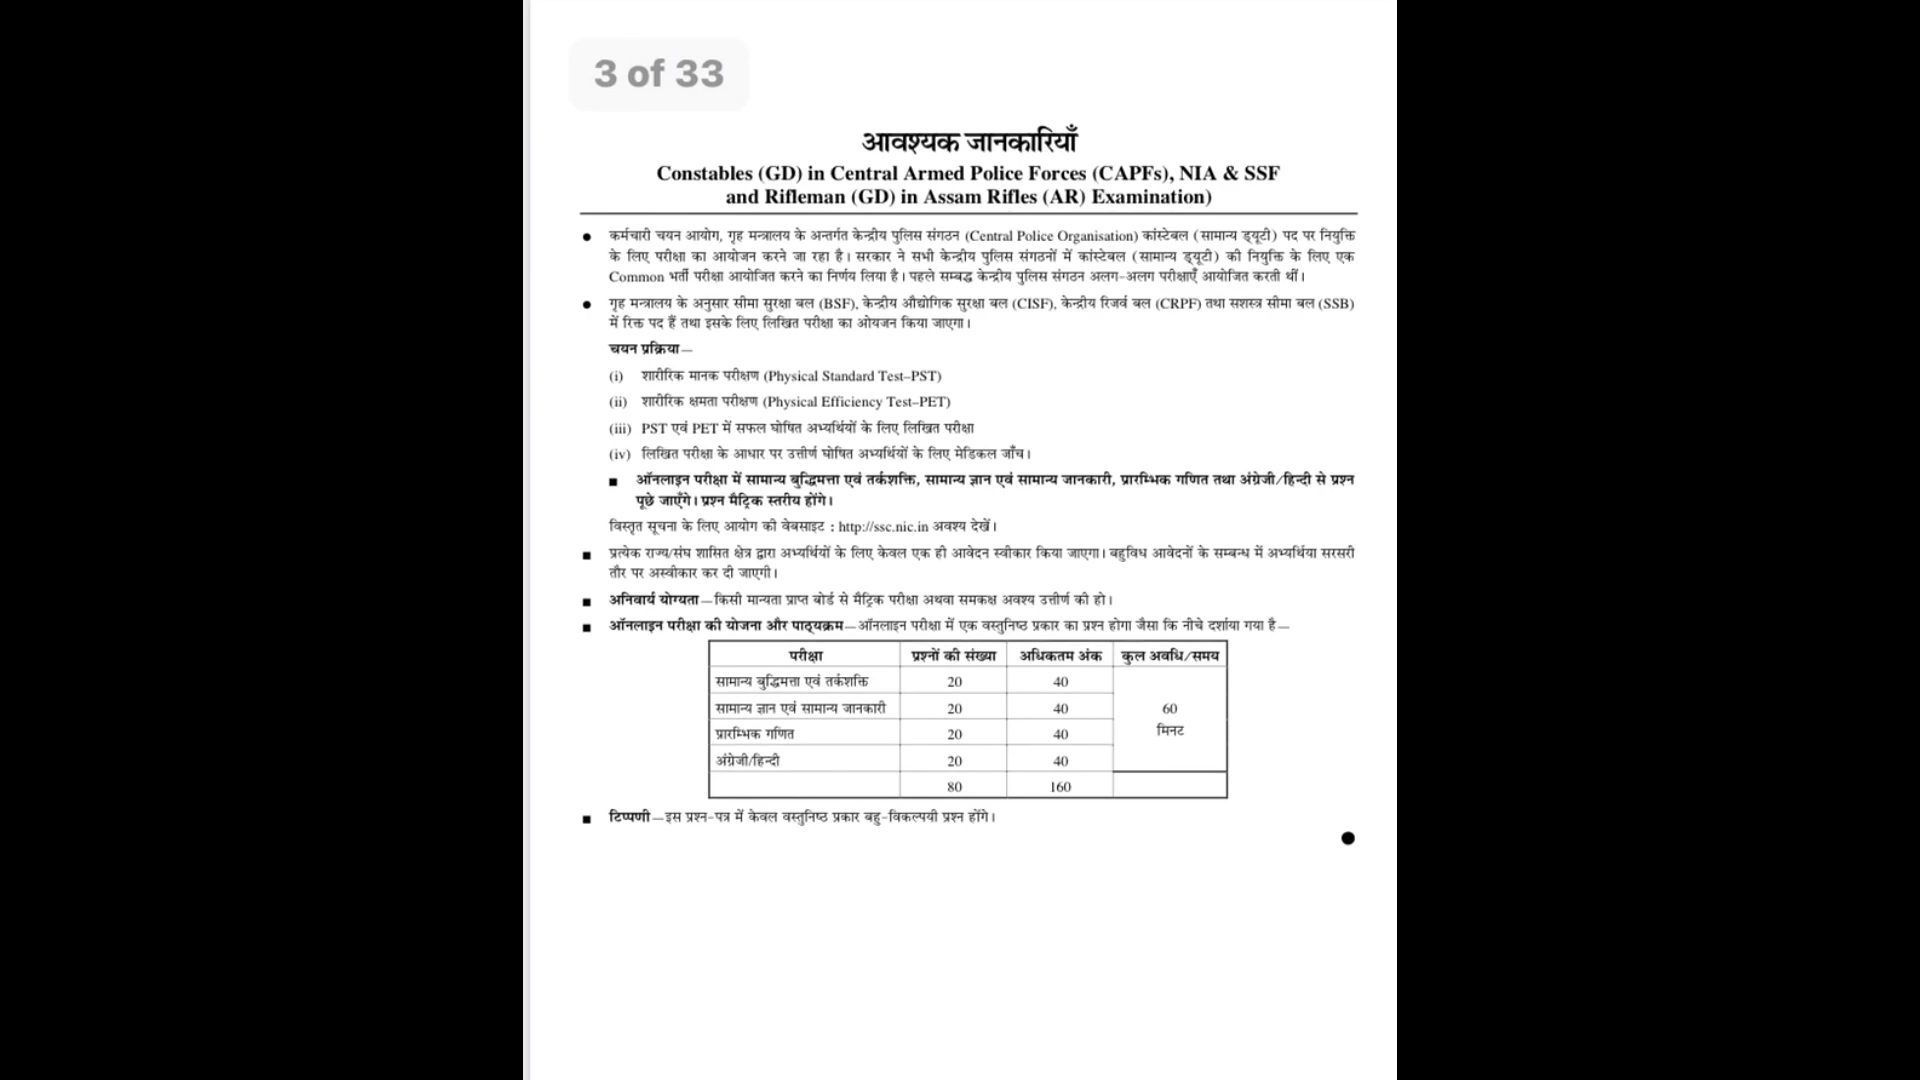 3 of 33
आवश्यक जानकारियाँ
Constables (GD) in Central Armed Police Forces (CAPFs), NIA & SSF
and Rifleman (GD) in Assam Rifles (AR) Examination)
● कर्मचारी चयन आयोग, गृह मन्त्रालय के अन्तर्गत केन्द्रीय पुलिस संगठन (Central Police Organisation) कांस्टेबल (सामान्य ड्यूटी) पद पर नियुक्ति
के लिए परीक्षा का आयोजन करने जा रहा है। सरकार ने सभी केन्द्रीय पुलिस संगठनों में कांस्टेबल (सामान्य ड्यूटी) की नियुक्ति के लिए एक
Common भर्ती परीक्षा आयोजित करने का निर्णय लिया है। पहले सम्बद्ध केन्द्रीय पुलिस संगठन अलग-अलग परीक्षाएँ आयोजित करती थीं।
● गृह मन्त्रालय के अनुसार सीमा सुरक्षा बल (BSF), केन्द्रीय औद्योगिक सुरक्षा बल (CISF), केन्द्रीय रिजर्व बल (CRPF) तथा सशस्त्र सीमा बल (SSB)
में रिक्त पद हैं तथा इसके लिए लिखित परीक्षा का ओयजन किया जाएगा।
चयन प्रक्रिया—
(i) शारीरिक मानक परीक्षण (Physical Standard Test–PST)
(ii) शारीरिक क्षमता परीक्षण (Physical Efficiency Test–PET)
(iii) PST एवं PET में सफल घोषित अभ्यर्थियों के लिए लिखित परीक्षा
(iv) लिखित परीक्षा के आधार पर उत्तीर्ण घोषित अभ्यर्थियों के लिए मेडिकल जाँच।
■ ऑनलाइन परीक्षा में सामान्य बुद्धिमत्ता एवं तर्कशक्ति, सामान्य ज्ञान एवं सामान्य जानकारी, प्रारम्भिक गणित तथा अंग्रेजी/हिन्दी से प्रश्न
पूछे जाएँगे। प्रश्न मैट्रिक स्तरीय होंगे।
विस्तृत सूचना के लिए आयोग की वेबसाइट : http://ssc.nic.in अवश्य देखें।
■ प्रत्येक राज्य/संघ शासित क्षेत्र द्वारा अभ्यर्थियों के लिए केवल एक ही आवेदन स्वीकार किया जाएगा। बहुविध आवेदनों के सम्बन्ध में अभ्यर्थिया सरसरी
तौर पर अस्वीकार कर दी जाएगी।
■ अनिवार्य योग्यता—किसी मान्यता प्राप्त बोर्ड से मैट्रिक परीक्षा अथवा समकक्ष अवश्य उत्तीर्ण की हो।
■ ऑनलाइन परीक्षा की योजना और पाठ्यक्रम—ऑनलाइन परीक्षा में एक वस्तुनिष्ठ प्रकार का प्रश्न होगा जैसा कि नीचे दर्शाया गया है—
परीक्षा प्रश्नों की संख्या अधिकतम अंक कुल अवधि/समय
सामान्य बुद्धिमत्ता एवं तर्कशक्ति 20 40
सामान्य ज्ञान एवं सामान्य जानकारी 20 40 60
मिनट
प्रारम्भिक गणित 20 40
अंग्रेजी/हिन्दी 20 40
80 160
■ टिप्पणी—इस प्रश्न-पत्र में केवल वस्तुनिष्ठ प्रकार बहु-विकल्पयी प्रश्न होंगे।
●